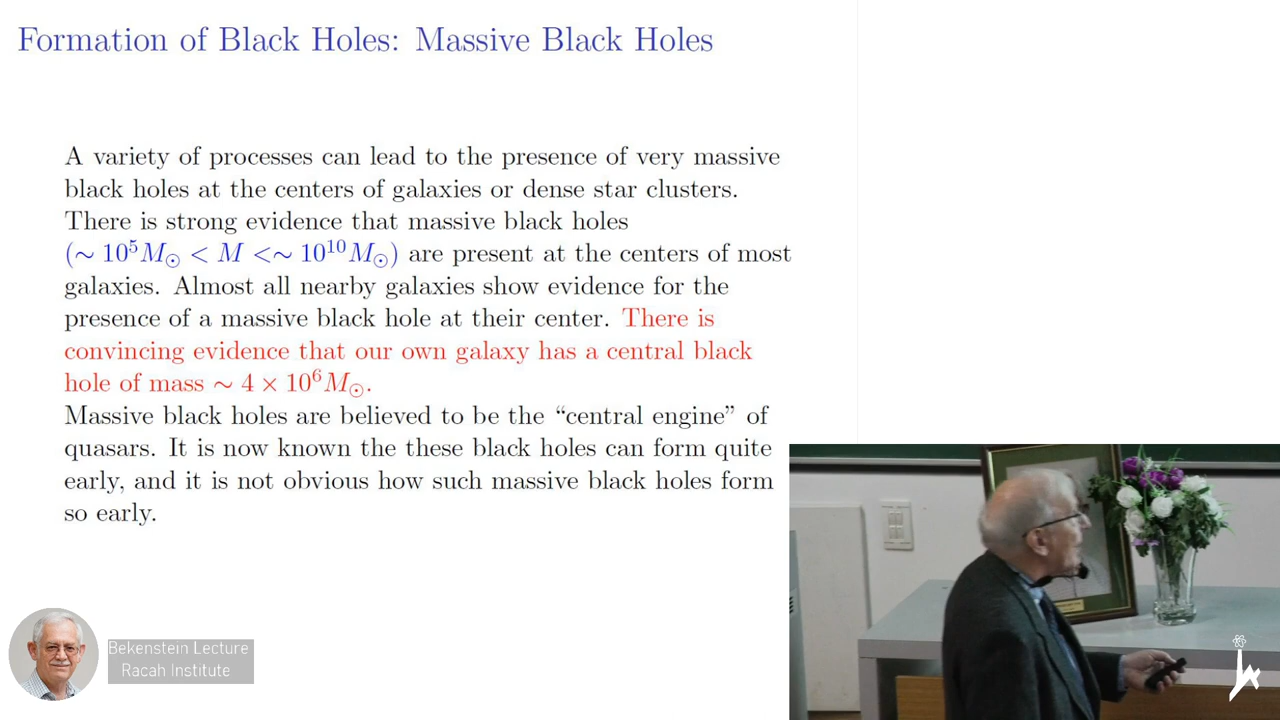 Formation of Black Holes: Massive Black Holes
A variety of processes can lead to the presence of very massive
black holes at the centers of galaxies or dense star clusters.
There is strong evidence that massive black holes
(∼ 10⁵M⊙ < M <∼ 10¹⁰M⊙) are present at the centers of most
galaxies. Almost all nearby galaxies show evidence for the
presence of a massive black hole at their center. There is
convincing evidence that our own galaxy has a central black
hole of mass ∼ 4 × 10⁶M⊙.
Massive black holes are believed to be the “central engine” of
quasars. It is now known the these black holes can form quite
early, and it is not obvious how such massive black holes form
so early.
Bekenstein Lecture
Racah Institute